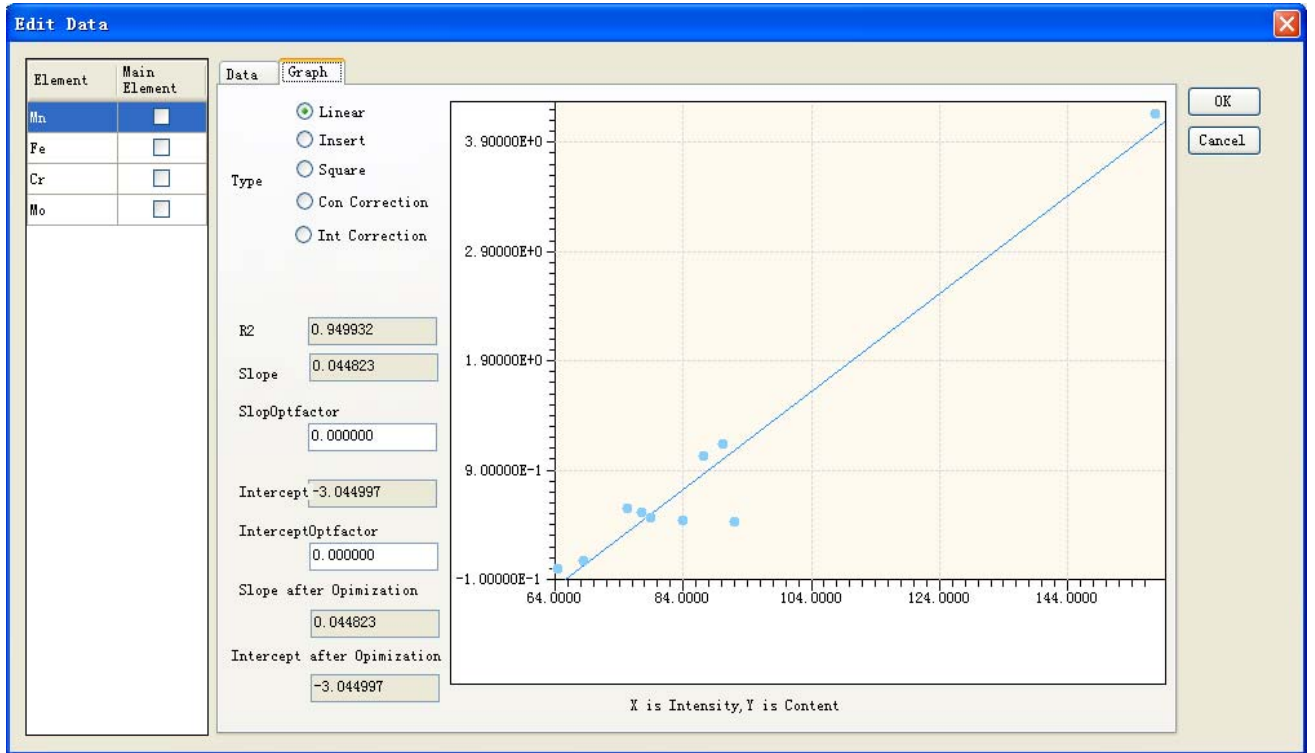 Edit Data
Element
Main
Element
Mn
Fe
Cr
Mo
Data
Graph
Type
Linear
Insert
Square
Con Correction
Int Correction
R2
0.949932
Slope
0.044823
SlopOptfactor
0.000000
Intercept
-3.044997
InterceptOptfactor
0.000000
Slope after Opimization
0.044823
Intercept after Opimization
-3.044997
3.90000E+0
2.90000E+0
1.90000E+0
9.00000E-1
-1.00000E-1
64.0000 84.0000 104.0000 124.0000 144.0000
X is Intensity,Y is Content
OK
Cancel